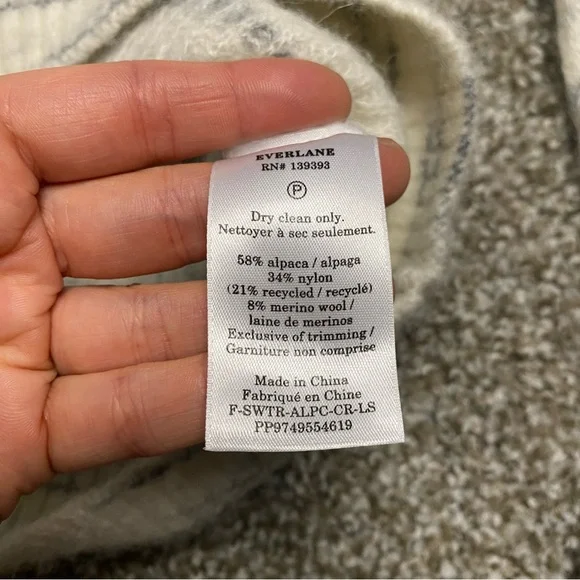 EVERLANE
RN# 139393
P
Dry clean only.
Nettoyer à sec seulement.
58% alpaca / alpaga
34% nylon
(21% recycled / recyclé)
8% merino wool /
laine de merinos
Exclusive of trimming /
Garniture non comprise
Made in China
Fabriqué en Chine
F-SWTR-ALPC-CR-LS
PP9749554619